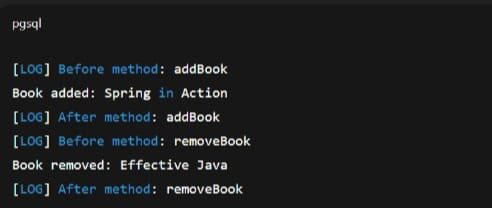 pgsql
[LOG] Before method: addBook
Book added: Spring in Action
[LOG] After method: addBook
[LOG] Before method: removeBook
Book removed: Effective Java
[LOG] After method: removeBook